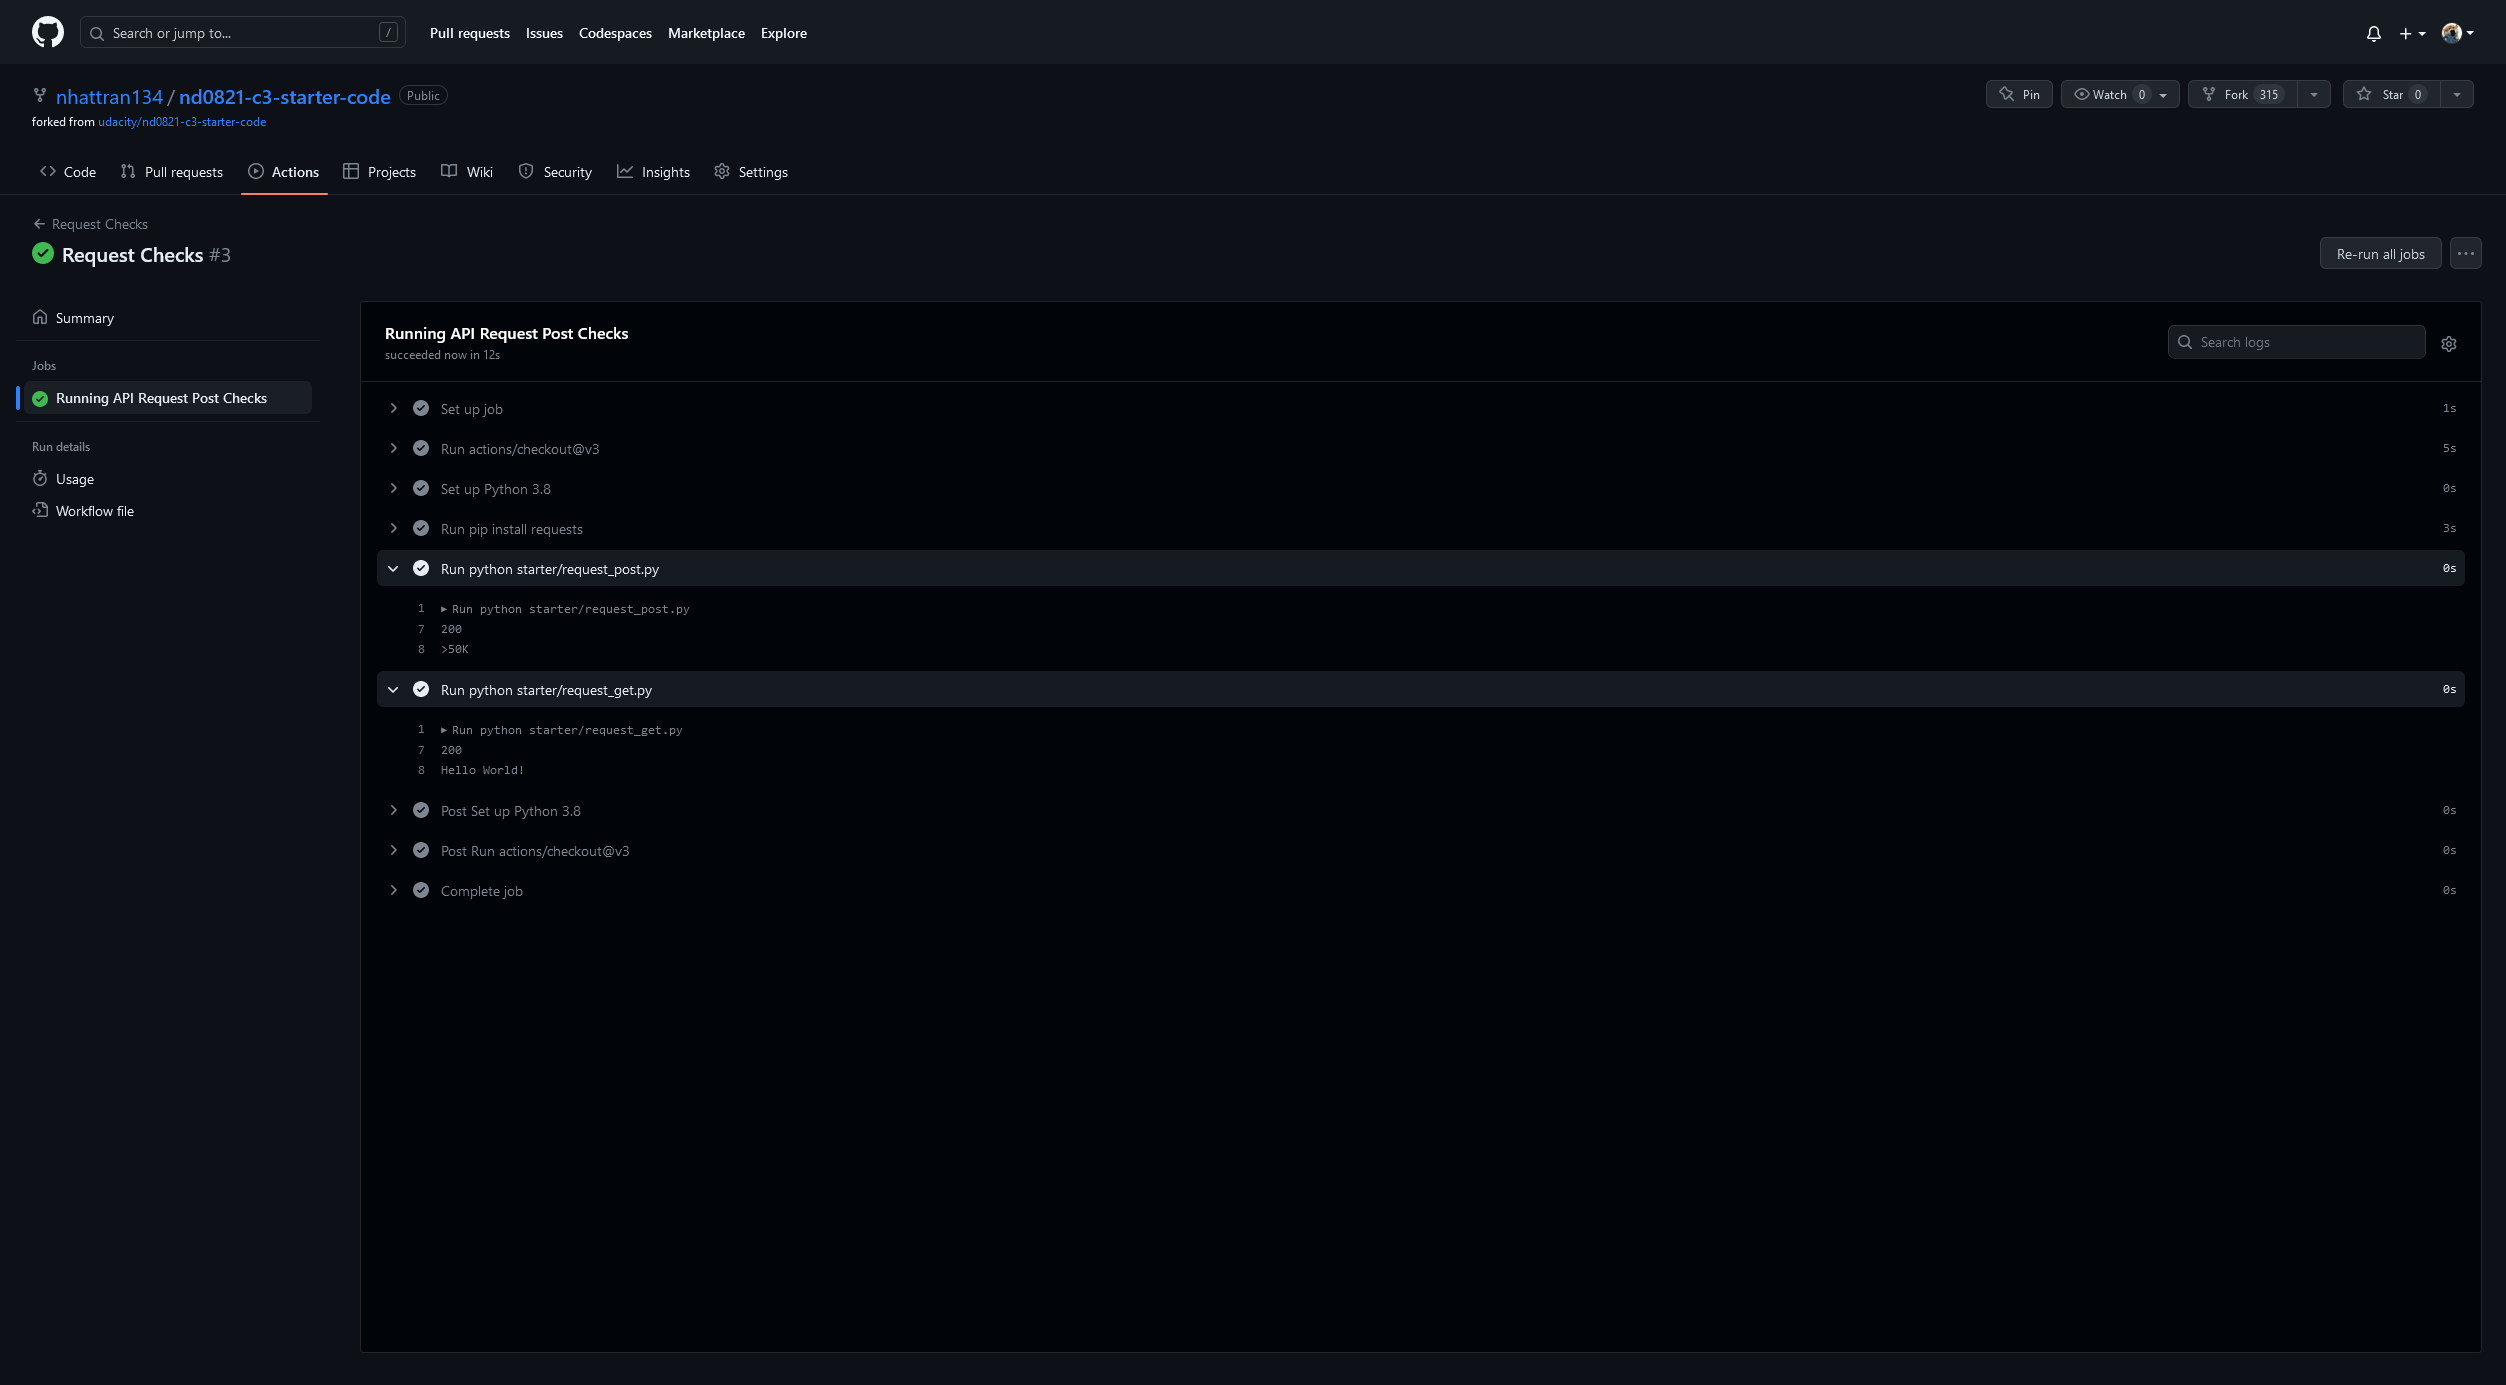 Search or jump to... /
Pull requests Issues Codespaces Marketplace Explore
nhattran134 / nd0821-c3-starter-code Public
forked from udacity/nd0821-c3-starter-code
Pin Watch 0 Fork 315 Star 0
Code Pull requests Actions Projects Wiki Security Insights Settings
Request Checks
Request Checks #3
Re-run all jobs
Summary
Jobs
Running API Request Post Checks
Run details
Usage
Workflow file
Running API Request Post Checks
succeeded now in 12s
Search logs
Set up job 1s
Run actions/checkout@v3 5s
Set up Python 3.8 0s
Run pip install requests 3s
Run python starter/request_post.py 0s
1 Run python starter/request_post.py
7 200
8 >50K
Run python starter/request_get.py 0s
1 Run python starter/request_get.py
7 200
8 Hello World!
Post Set up Python 3.8 0s
Post Run actions/checkout@v3 0s
Complete job 0s